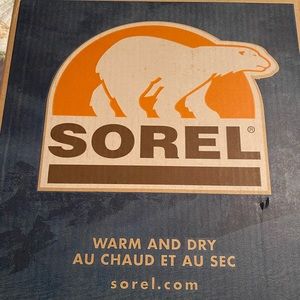 SOREL®
WARM AND DRY
AU CHAUD ET AU SEC
sorel.com